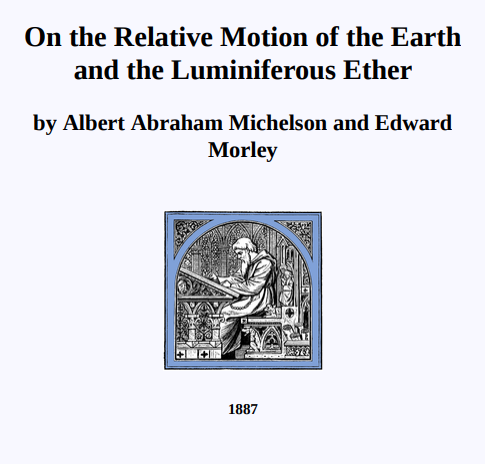 On the Relative Motion of the Earth
and the Luminiferous Ether
by Albert Abraham Michelson and Edward
Morley
1887